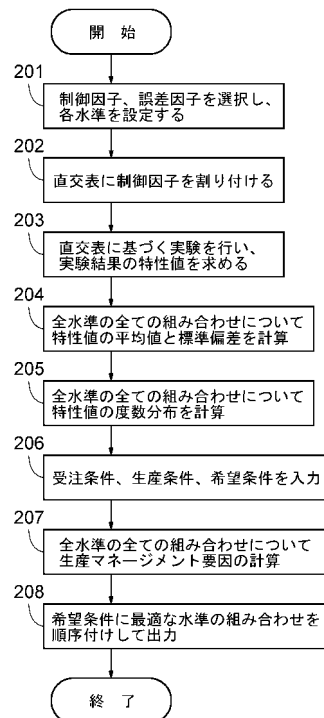 開 始
201
制御因子、誤差因子を選択し、
各水準を設定する
202
直交表に制御因子を割り付ける
203
直交表に基づく実験を行い、
実験結果の特性値を求める
204
全水準の全ての組み合わせについて
特性値の平均値と標準偏差を計算
205
全水準の全ての組み合わせについて
特性値の度数分布を計算
206
受注条件、生産条件、希望条件を入力
207
全水準の全ての組み合わせについて
生産マネージメント要因の計算
208
希望条件に最適な水準の組み合わせを
順序付けして出力
終 了